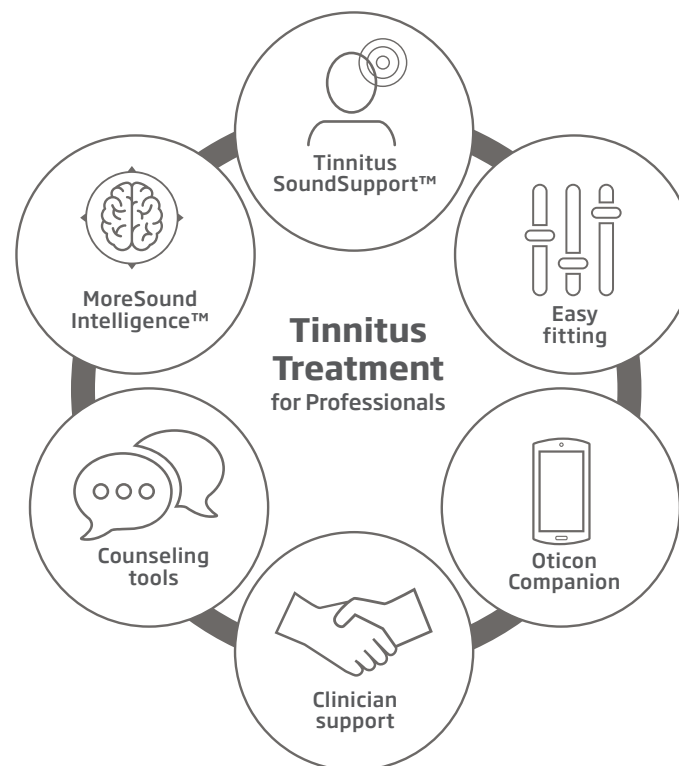 Tinnitus
SoundSupport™
MoreSound
Intelligence™
Easy
fitting
Tinnitus
Treatment
for Professionals
Counseling
tools
Oticon
Companion
Clinician
support